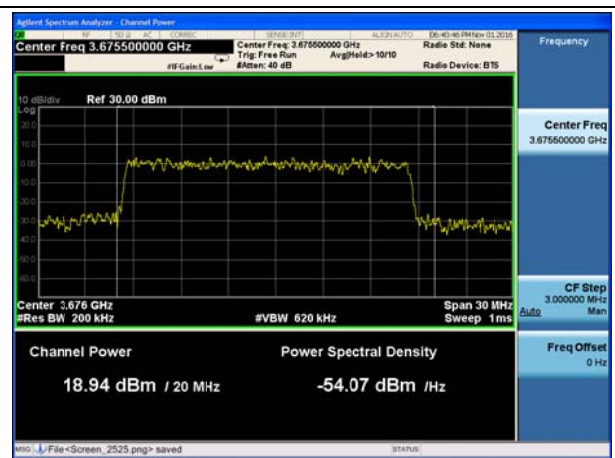 Agilent Spectrum Analyzer - Channel Power
RF 50 Ω AC CORREC SENSE:INT ALIGN AUTO 06:40:46 PM Nov 01, 2016
Center Freq 3.675500000 GHz
Center Freq: 3.675500000 GHz
Radio Std: None
Trig: Free Run Avg|Hold:>10/10
#IFGain:Low
#Atten: 40 dB
Radio Device: BTS
Frequency
10 dB/div Ref 30.00 dBm
Log
20.0
10.0
0.00
-10.0
-20.0
-30.0
-40.0
-50.0
-60.0
Center Freq
3.675500000 GHz
Center 3.676 GHz
Span 30 MHz
#Res BW 200 kHz
#VBW 620 kHz
Sweep 1 ms
CF Step
3.000000 MHz
Auto Man
Channel Power
Power Spectral Density
18.94 dBm / 20 MHz
-54.07 dBm /Hz
Freq Offset
0 Hz
MSG File<Screen_2525.png> saved
STATUS